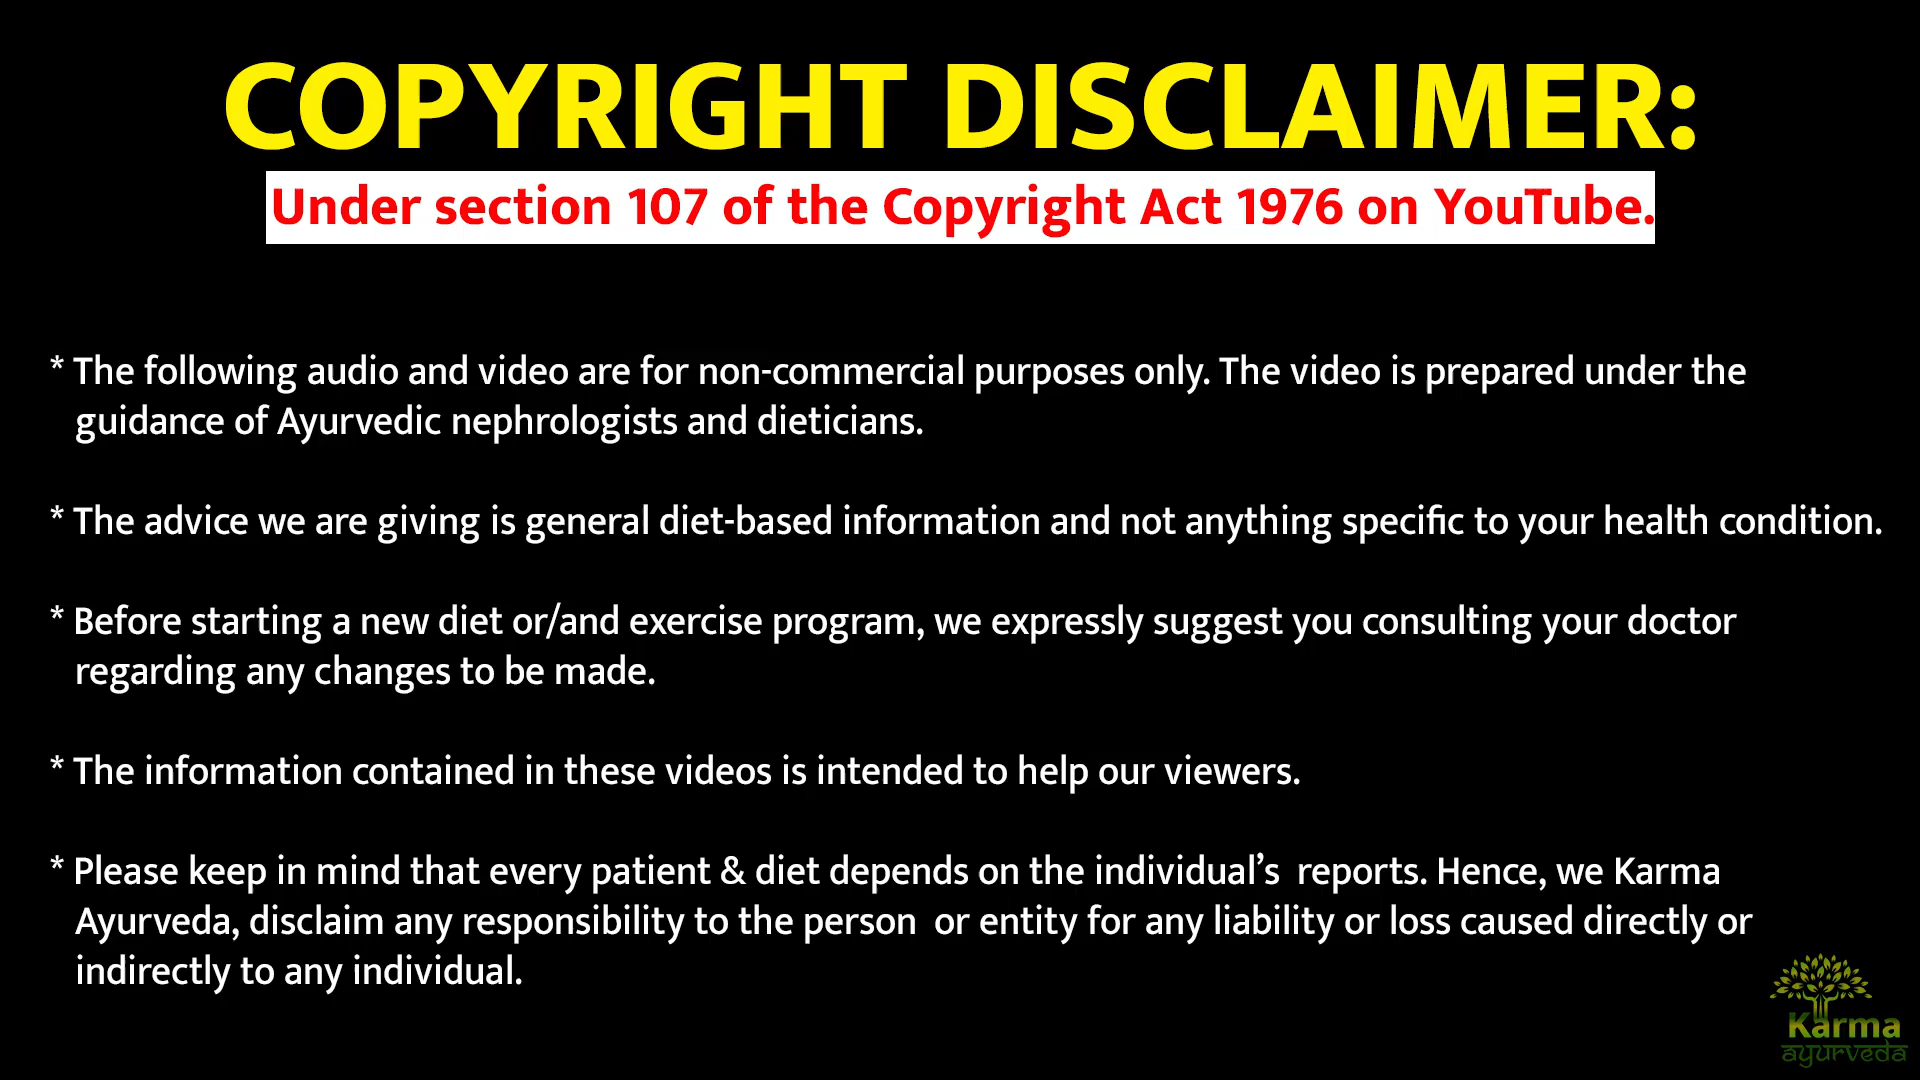 COPYRIGHT DISCLAIMER:
Under section 107 of the Copyright Act 1976 on YouTube.
* The following audio and video are for non-commercial purposes only. The video is prepared under the
guidance of Ayurvedic nephrologists and dieticians.
* The advice we are giving is general diet-based information and not anything specific to your health condition.
* Before starting a new diet or/and exercise program, we expressly suggest you consulting your doctor
regarding any changes to be made.
* The information contained in these videos is intended to help our viewers.
* Please keep in mind that every patient & diet depends on the individual’s  reports. Hence, we Karma
Ayurveda, disclaim any responsibility to the person  or entity for any liability or loss caused directly or
indirectly to any individual.
Karma
ayurveda